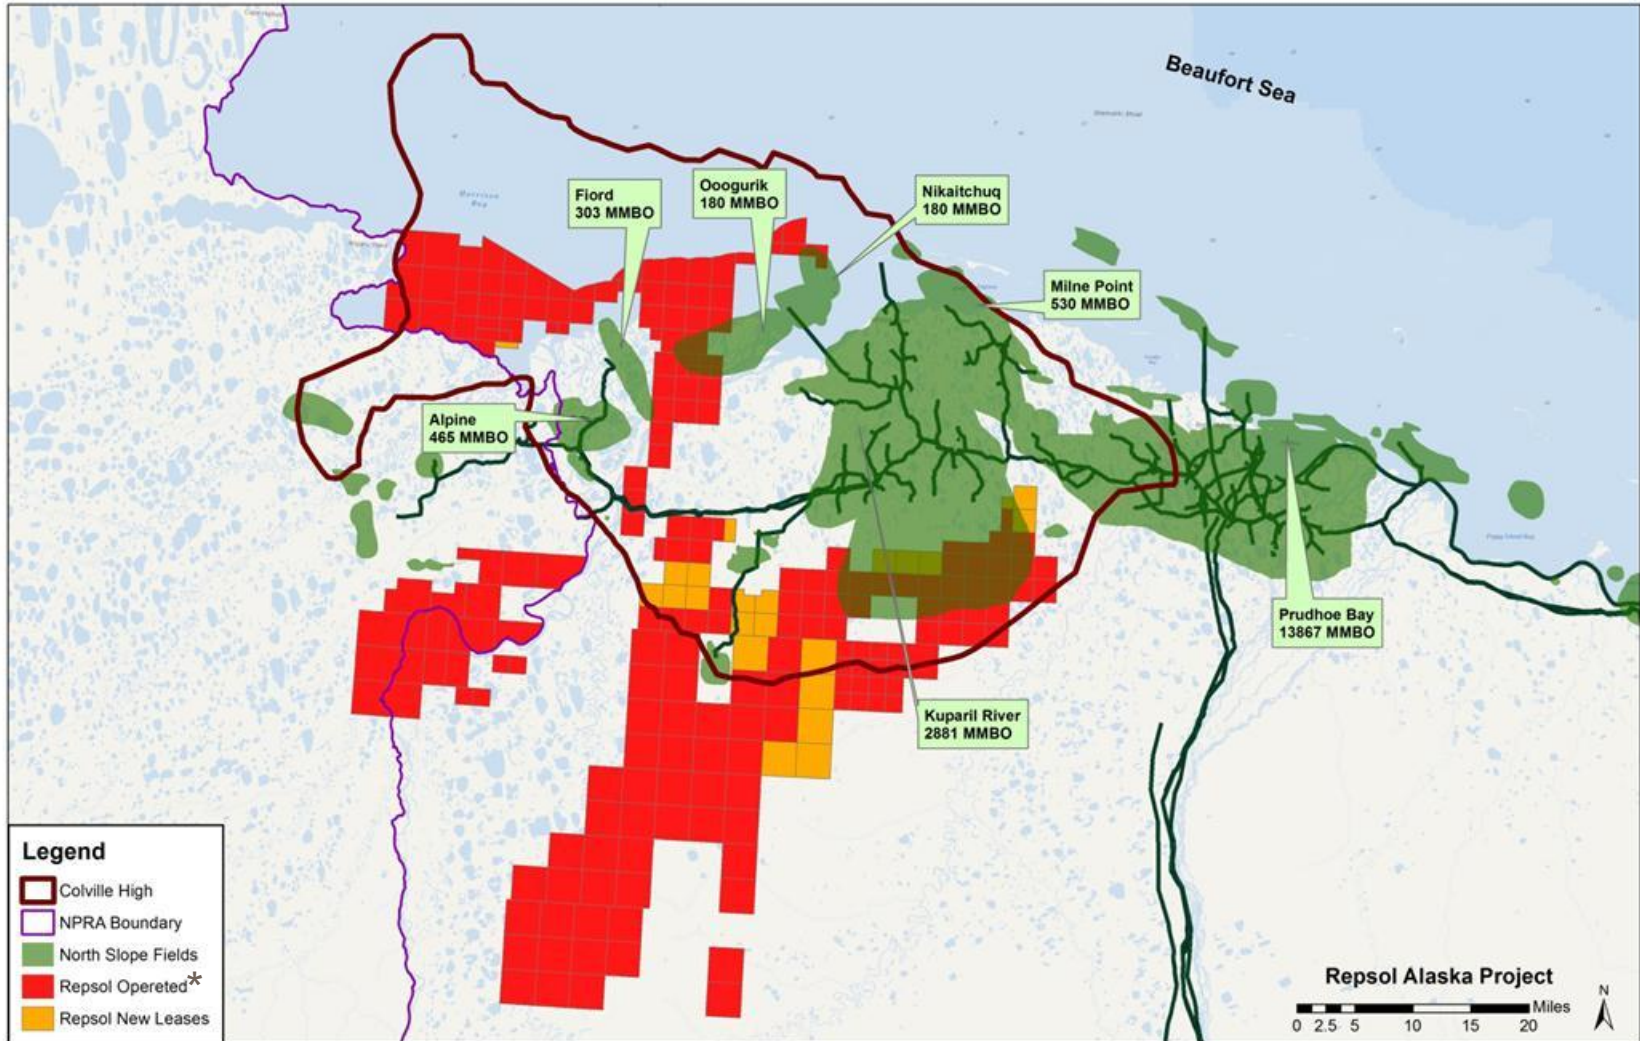 Beaufort Sea
Fiord
303 MMBO
Ooogurik
180 MMBO
Nikaitchuq
180 MMBO
Milne Point
530 MMBO
Alpine
465 MMBO
Prudhoe Bay
13867 MMBO
Kuparil River
2881 MMBO
Legend
Colville High
NPRA Boundary
North Slope Fields
Repsol Opereted*
Repsol New Leases
Repsol Alaska Project
N
Miles
0 2.5 5 10 15 20